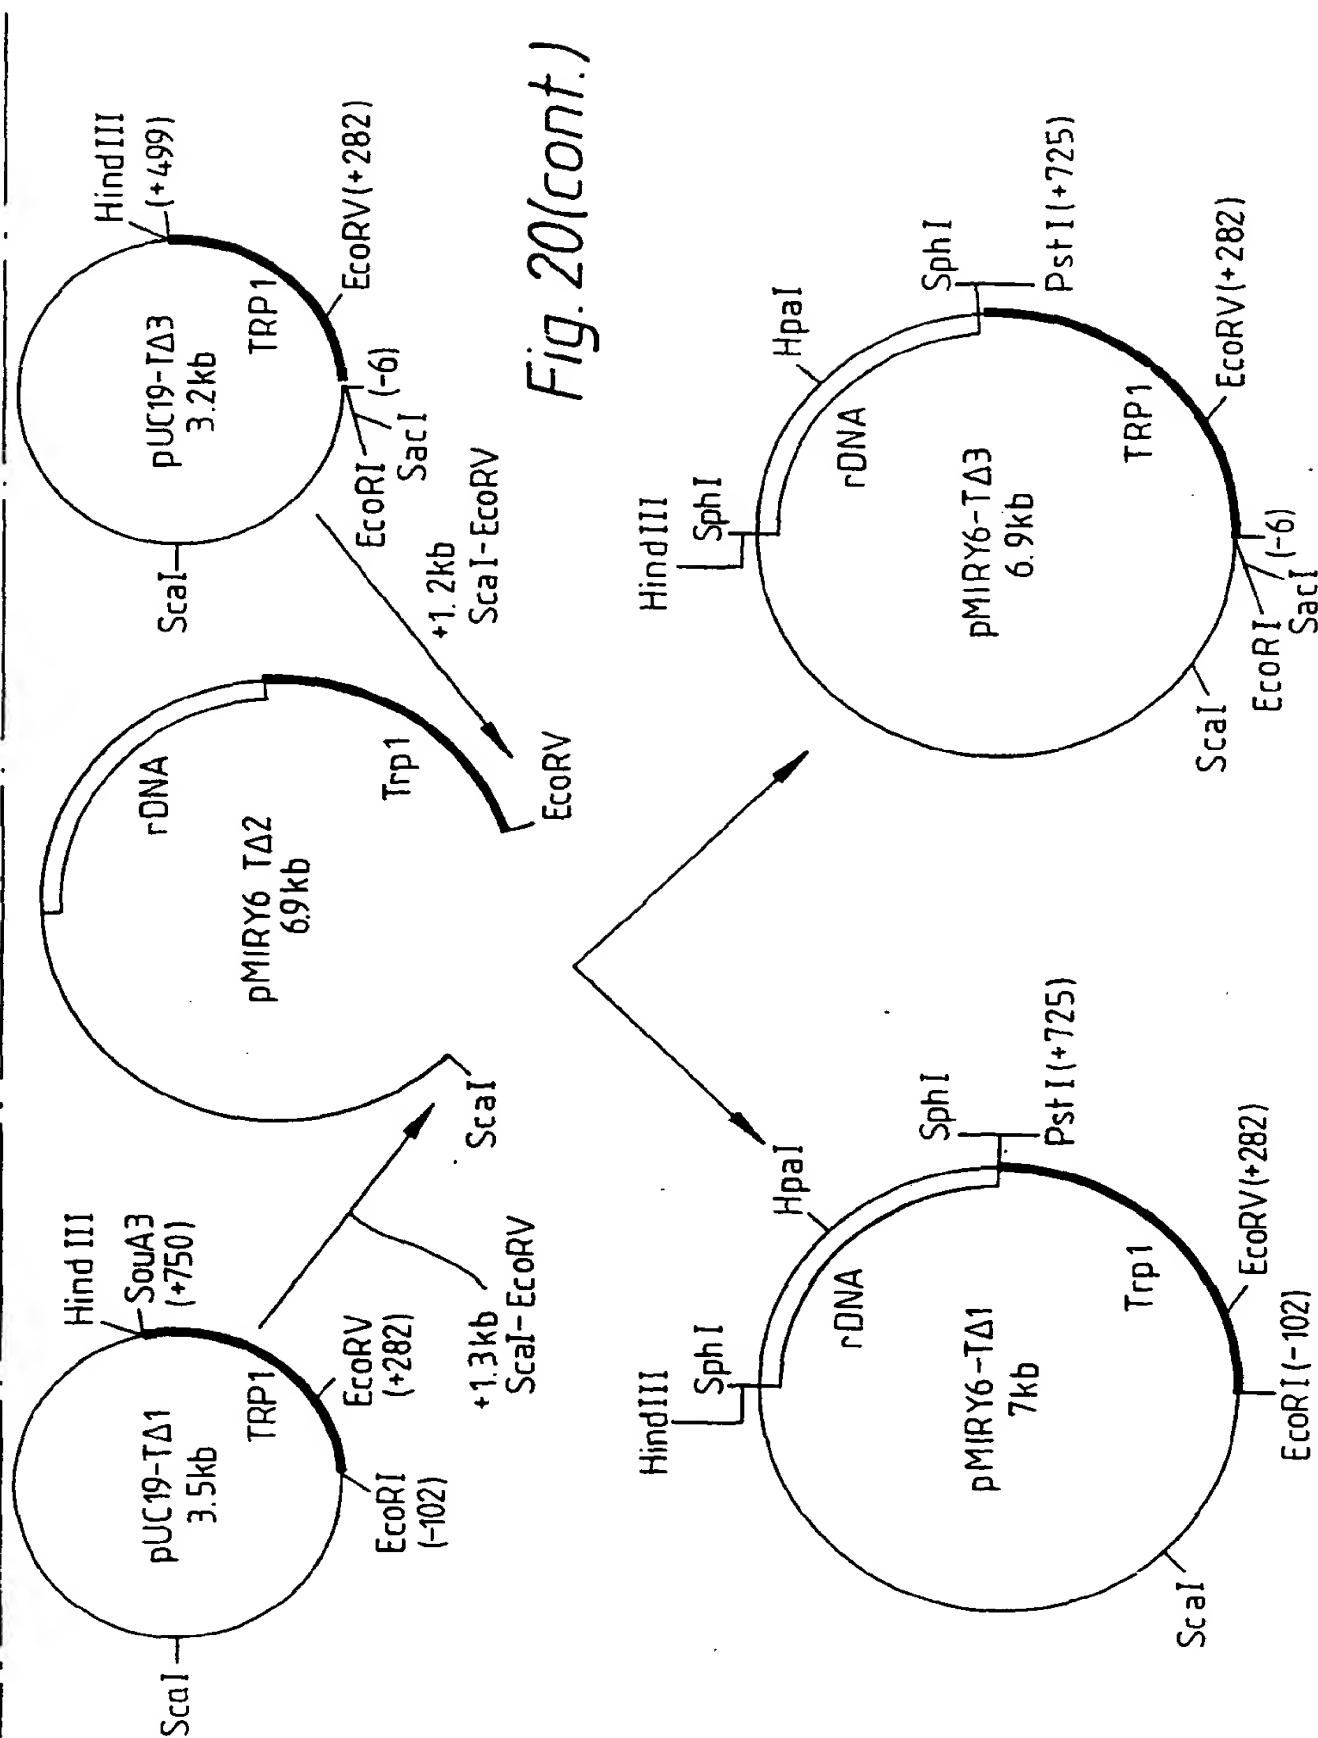 Hind III
SouA3
(+750)
ScaI
pUC19-TΔ1
3.5kb
TRP1
EcoRV
(+282)
EcoRI
(-102)
+1.3kb
ScaI-EcoRV
rDNA
pMIRY6 TΔ2
6.9kb
Trp1
ScaI
EcoRV
HindIII
(+499)
ScaI
pUC19-TΔ3
3.2kb
TRP1
EcoRV(+282)
(-6)
EcoRI
SacI
+1.2kb
ScaI-EcoRV
Fig. 20(cont.)
HindIII
SphI
HpaI
rDNA
SphI
PstI(+725)
pMIRY6-TΔ1
7kb
Trp1
EcoRV(+282)
EcoRI(-102)
ScaI
HindIII
SphI
HpaI
rDNA
SphI
PstI(+725)
pMIRY6-TΔ3
6.9kb
TRP1
EcoRV(+282)
(-6)
SacI
EcoRI
ScaI